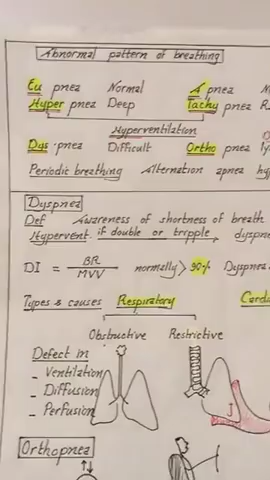 Abnormal pattern of breathing
Eu pnea Normal A pnea
Hyper pnea Deep Tachy pnea
Hyperventilation
Dys pnea Difficult Ortho pnea
Periodic breathing Alternation apnea
Dyspnea
Def Awareness of shortness of breath
Hypervent. if double or tripple
DI = BR / MVV normally > 90% Dyspnea
Types & causes Respiratory
Obstructive Restrictive
Defect in
- Ventilation
- Diffusion
- Perfusion
Orthopnea